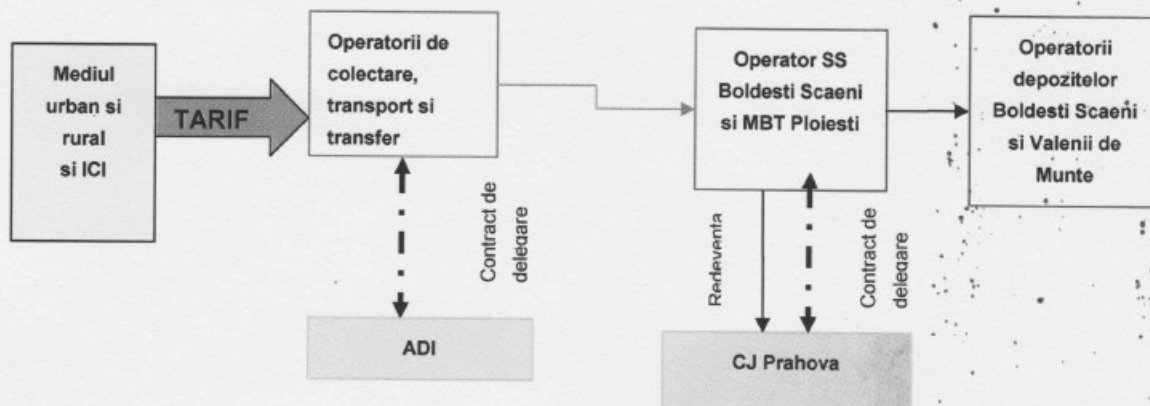 Mediul
urban si
rural
si ICI
TARIF
Operatorii de
colectare,
transport si
transfer
Operator SS
Boldesti Scaeni
si MBT Ploiesti
Operatorii
depozitelor
Boldesti Scaeni
si Valenii de
Munte
Contract de
delegare
Redeventa
Contract de
delegare
ADI
CJ Prahova